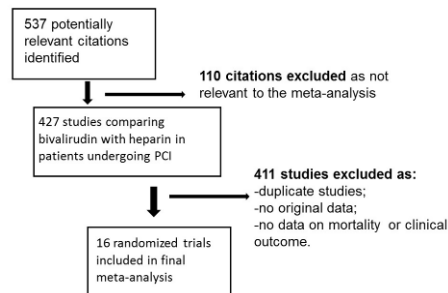 537 potentially
relevant citations
identified
110 citations excluded as not
relevant to the meta-analysis
427 studies comparing
bivalirudin with heparin in
patients undergoing PCI
411 studies excluded as:
-duplicate studies;
-no original data;
-no data on mortality or clinical
outcome.
16 randomized trials
included in final
meta-analysis